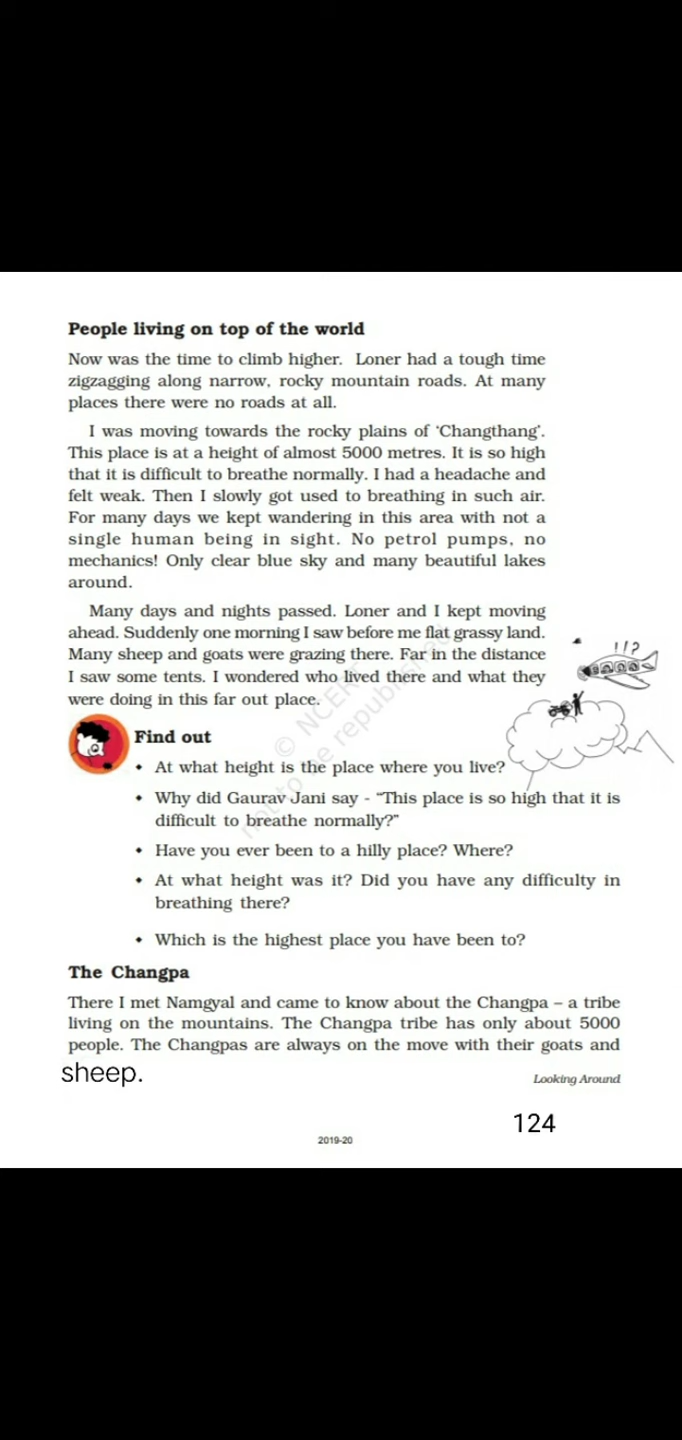 People living on top of the world
Now was the time to climb higher. Loner had a tough time
zigzagging along narrow, rocky mountain roads. At many
places there were no roads at all.
I was moving towards the rocky plains of ‘Changthang’.
This place is at a height of almost 5000 metres. It is so high
that it is difficult to breathe normally. I had a headache and
felt weak. Then I slowly got used to breathing in such air.
For many days we kept wandering in this area with not a
single human being in sight. No petrol pumps, no
mechanics! Only clear blue sky and many beautiful lakes
around.
Many days and nights passed. Loner and I kept moving
ahead. Suddenly one morning I saw before me flat grassy land.
Many sheep and goats were grazing there. Far in the distance
I saw some tents. I wondered who lived there and what they
were doing in this far out place.
!!?
© NCERT
not to be republished
Find out
• At what height is the place where you live?
• Why did Gaurav Jani say - “This place is so high that it is
difficult to breathe normally?”
• Have you ever been to a hilly place? Where?
• At what height was it? Did you have any difficulty in
breathing there?
• Which is the highest place you have been to?
The Changpa
There I met Namgyal and came to know about the Changpa – a tribe
living on the mountains. The Changpa tribe has only about 5000
people. The Changpas are always on the move with their goats and
sheep.
Looking Around
124
2019-20